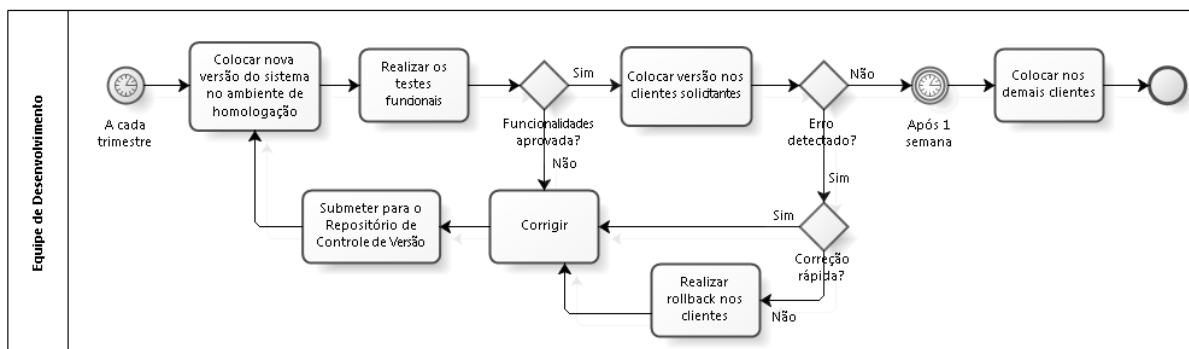 Equipe de Desenvolvimento
A cada
trimestre
Colocar nova
versão do sistema
no ambiente de
homologação
Realizar os
testes
funcionais
Funcionalidades
aprovada?
Sim
Não
Colocar versão nos
clientes solicitantes
Erro
detectado?
Não
Sim
Após 1
semana
Colocar nos
demais clientes
Submeter para o
Repositório de
Controle de Versão
Corrigir
Sim
Correção
rápida?
Não
Realizar
rollback nos
clientes